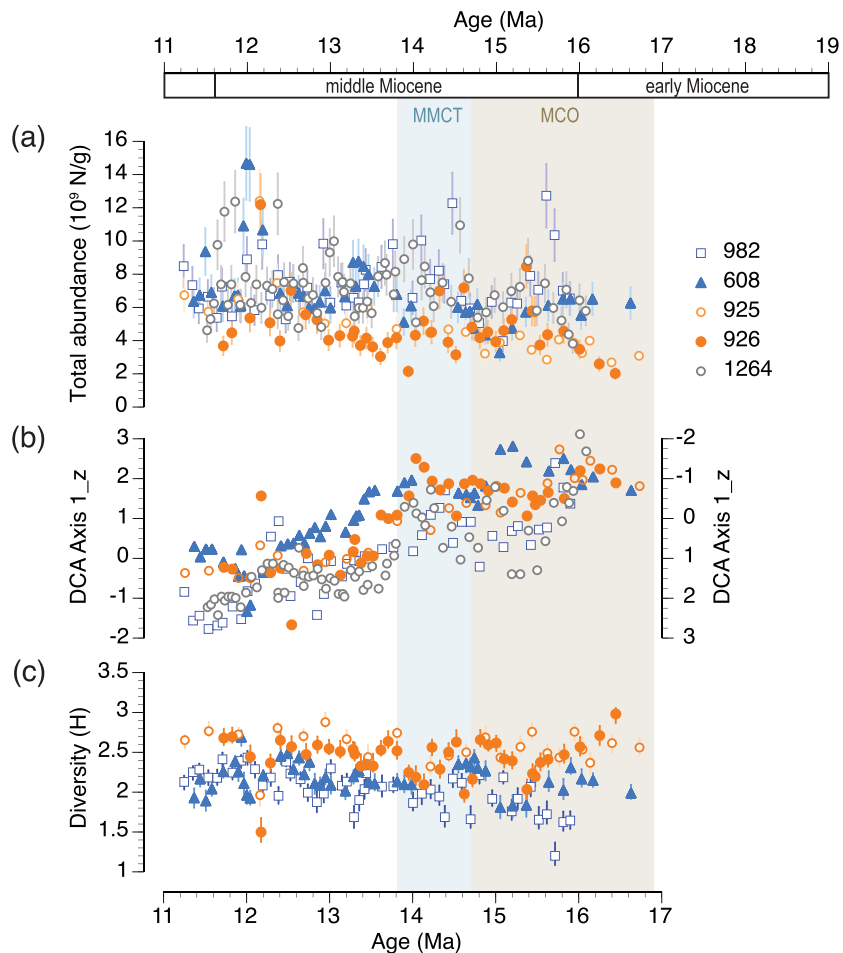 Age (Ma)
11 12 13 14 15 16 17 18 19
middle Miocene early Miocene
MMCT MCO
(a)
Total abundance (10⁹ N/g)
16
14
12
10
8
6
4
2
0
982
608
925
926
1264
(b)
DCA Axis 1_z
3
2
1
0
-1
-2
-2
-1
0
1
2
3
DCA Axis 1_z
(c)
Diversity (H)
3.5
3
2.5
2
1.5
1
11 12 13 14 15 16 17
Age (Ma)